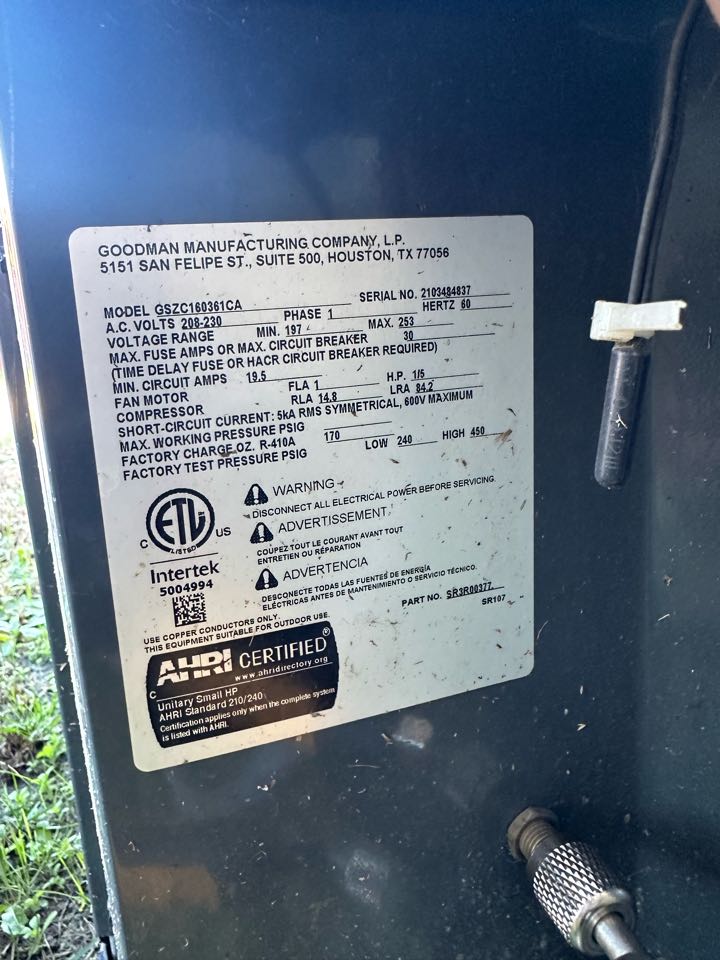 GOODMAN MANUFACTURING COMPANY, L.P.
5151 SAN FELIPE ST., SUITE 500, HOUSTON, TX 77056
MODEL GSZC160361CA SERIAL NO. 2103484837
A.C. VOLTS 208-230 PHASE 1 HERTZ 60
VOLTAGE RANGE MIN. 197 MAX. 253
MAX. FUSE AMPS OR MAX. CIRCUIT BREAKER 30
(TIME DELAY FUSE OR HACR CIRCUIT BREAKER REQUIRED)
MIN. CIRCUIT AMPS 19.5
FAN MOTOR FLA 1 H.P. 1/5
COMPRESSOR RLA 14.8 LRA 84.2
SHORT-CIRCUIT CURRENT: 5kA RMS SYMMETRICAL, 600V MAXIMUM
MAX. WORKING PRESSURE PSIG
FACTORY CHARGE OZ. R-410A 170
FACTORY TEST PRESSURE PSIG LOW 240 HIGH 450
WARNING
DISCONNECT ALL ELECTRICAL POWER BEFORE SERVICING.
ADVERTISSEMENT
COUPEZ TOUT LE COURANT AVANT TOUT
ENTRETIEN OU RÉPARATION
ADVERTENCIA
DESCONECTE TODAS LAS FUENTES DE ENERGÍA
ELÉCTRICAS ANTES DE MANTENIMIENTO O SERVICIO TÉCNICO.
C ETL US
LISTED
Intertek
5004994
PART NO. SR3R00377.
SR107
USE COPPER CONDUCTORS ONLY.
THIS EQUIPMENT SUITABLE FOR OUTDOOR USE.
C AHRI CERTIFIED ®
www.ahridirectory.org
Unitary Small HP
AHRI Standard 210/240
Certification applies only when the complete system
is listed with AHRI.